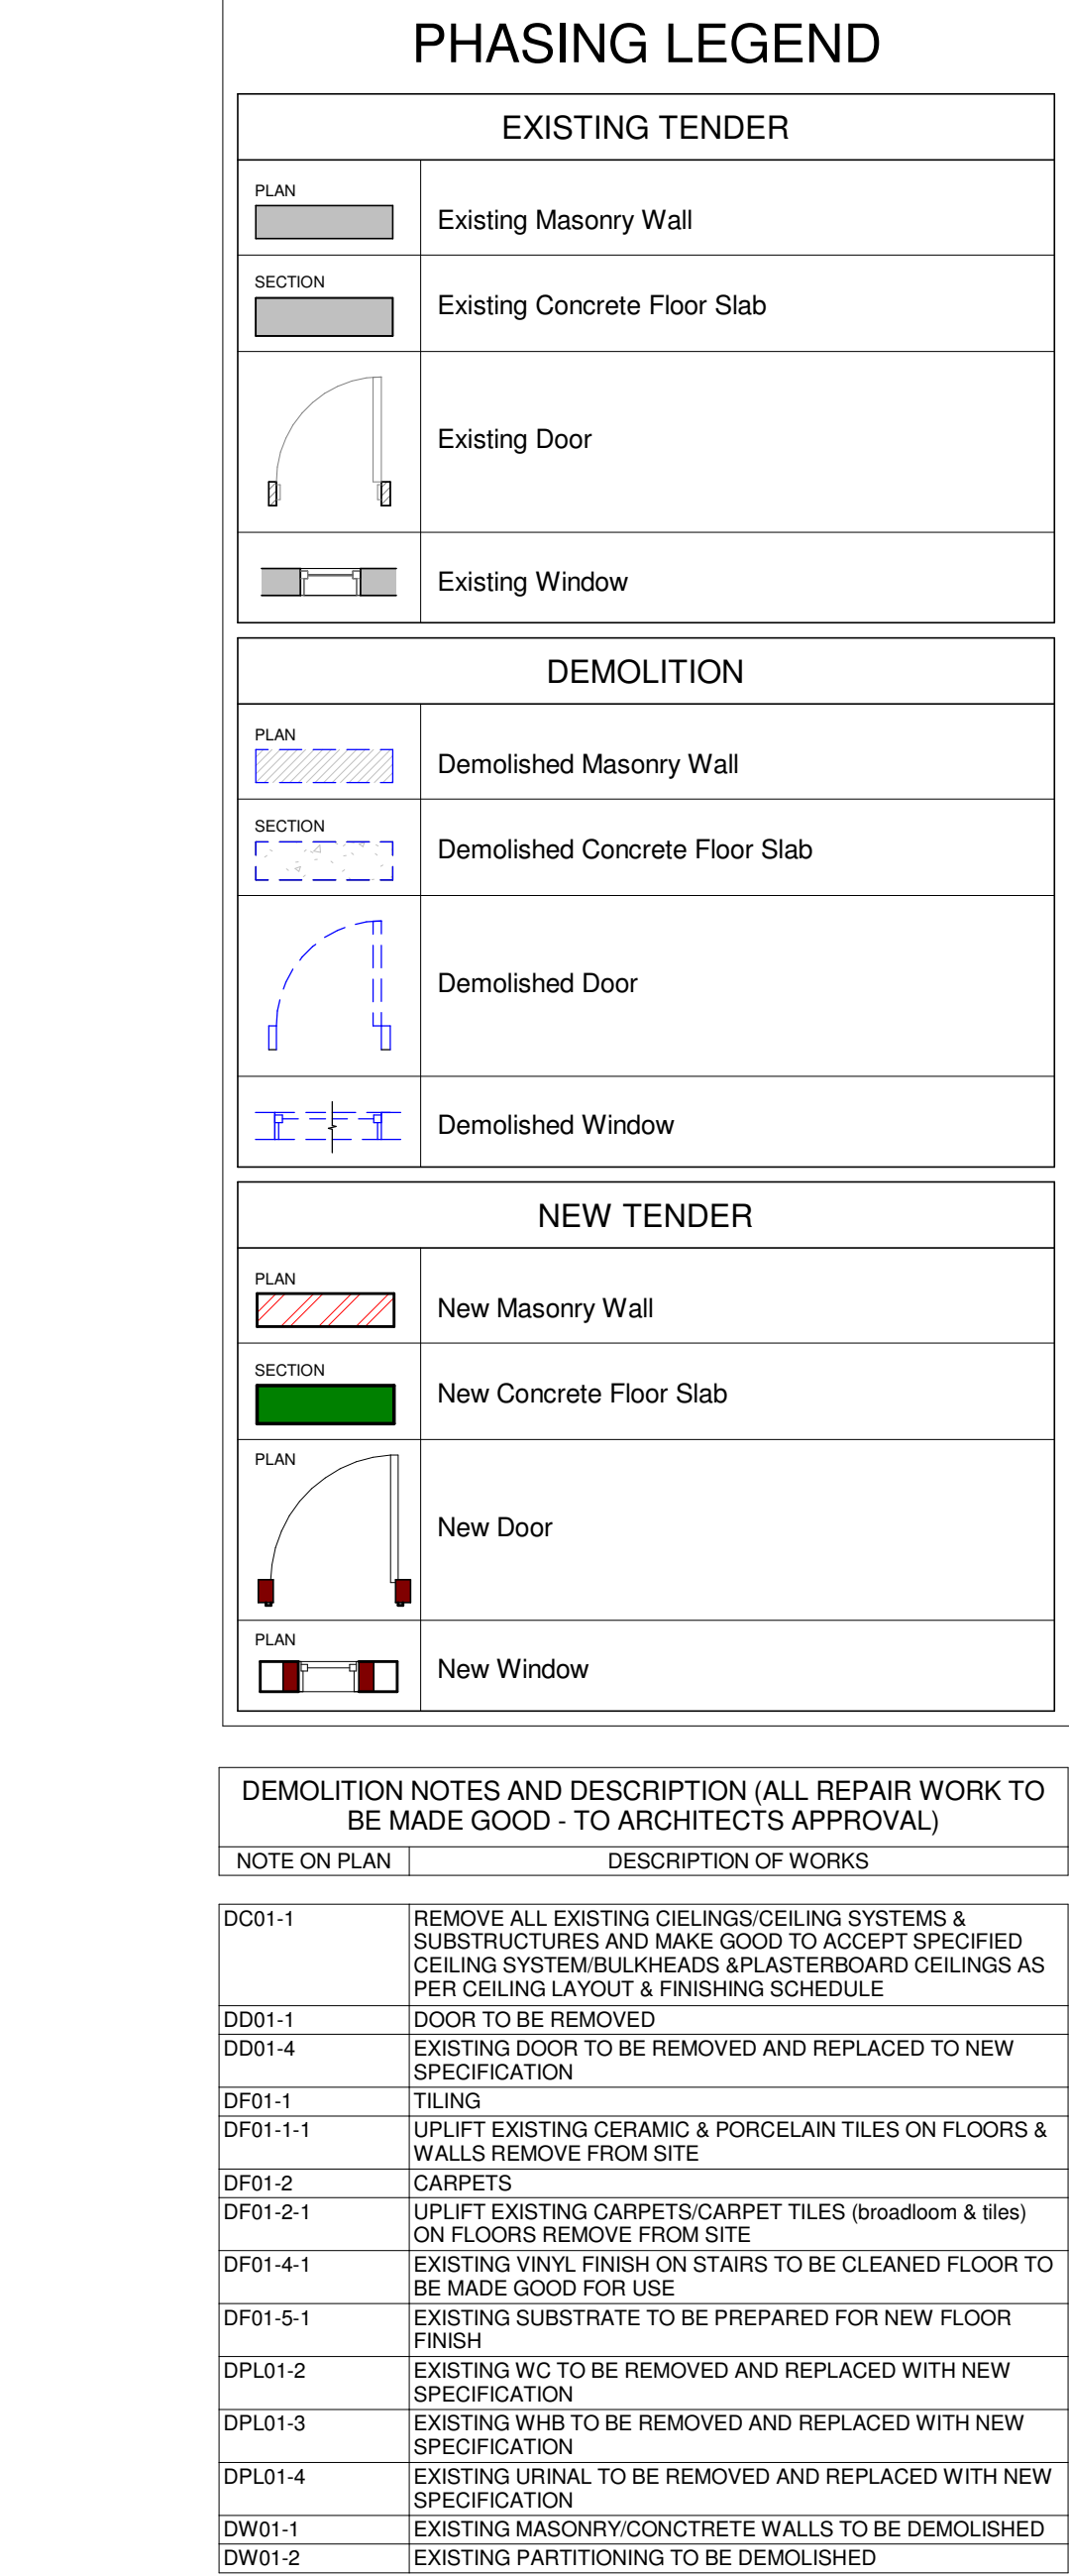 PHASING LEGEND
EXISTING TENDER
PLAN
Existing Masonry Wall
SECTION
Existing Concrete Floor Slab
Existing Door
Existing Window
DEMOLITION
PLAN
Demolished Masonry Wall
SECTION
Demolished Concrete Floor Slab
Demolished Door
Demolished Window
NEW TENDER
PLAN
New Masonry Wall
SECTION
New Concrete Floor Slab
PLAN
New Door
PLAN
New Window
DEMOLITION NOTES AND DESCRIPTION (ALL REPAIR WORK TO
BE MADE GOOD - TO ARCHITECTS APPROVAL)
NOTE ON PLAN DESCRIPTION OF WORKS
DC01-1 REMOVE ALL EXISTING CIELINGS/CEILING SYSTEMS &
SUBSTRUCTURES AND MAKE GOOD TO ACCEPT SPECIFIED
CEILING SYSTEM/BULKHEADS &PLASTERBOARD CEILINGS AS
PER CEILING LAYOUT & FINISHING SCHEDULE
DD01-1 DOOR TO BE REMOVED
DD01-4 EXISTING DOOR TO BE REMOVED AND REPLACED TO NEW
SPECIFICATION
DF01-1 TILING
DF01-1-1 UPLIFT EXISTING CERAMIC & PORCELAIN TILES ON FLOORS &
WALLS REMOVE FROM SITE
DF01-2 CARPETS
DF01-2-1 UPLIFT EXISTING CARPETS/CARPET TILES (broadloom & tiles)
ON FLOORS REMOVE FROM SITE
DF01-4-1 EXISTING VINYL FINISH ON STAIRS TO BE CLEANED FLOOR TO
BE MADE GOOD FOR USE
DF01-5-1 EXISTING SUBSTRATE TO BE PREPARED FOR NEW FLOOR
FINISH
DPL01-2 EXISTING WC TO BE REMOVED AND REPLACED WITH NEW
SPECIFICATION
DPL01-3 EXISTING WHB TO BE REMOVED AND REPLACED WITH NEW
SPECIFICATION
DPL01-4 EXISTING URINAL TO BE REMOVED AND REPLACED WITH NEW
SPECIFICATION
DW01-1 EXISTING MASONRY/CONCTRETE WALLS TO BE DEMOLISHED
DW01-2 EXISTING PARTITIONING TO BE DEMOLISHED